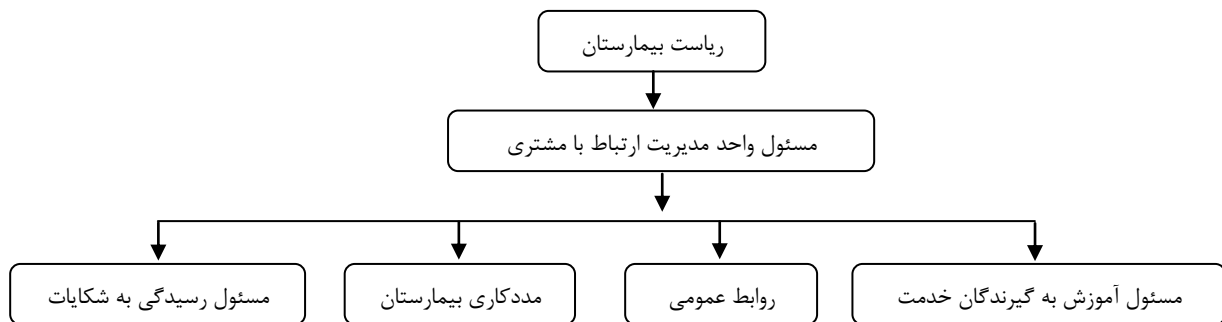 ریاست بیمارستان
مسئول واحد مدیریت ارتباط با مشتری
مسئول آموزش به گیرندگان خدمت
روابط عمومی
مددکاری بیمارستان
مسئول رسیدگی به شکایات